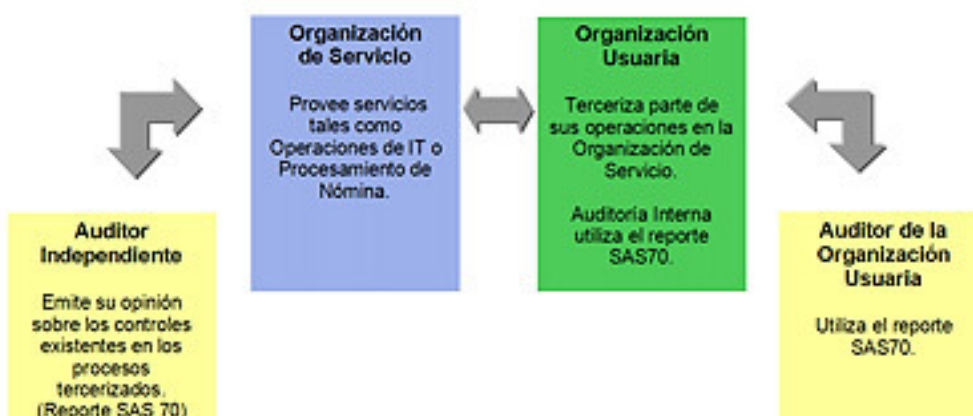 Organización
de Servicio
Provee servicios
tales como
Operaciones de IT o
Procesamiento de
Nómina.
Organización
Usuaria
Terceriza parte de
sus operaciones en la
Organización de
Servicio.
Auditoría Interna
utiliza el reporte
SAS70.
Auditor
Independiente
Emite su opinión
sobre los controles
existentes en los
procesos
tercerizados.
(Reporte SAS 70)
Auditor de la
Organización
Usuaria
Utiliza el reporte
SAS70.